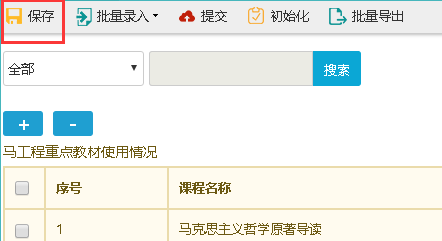 保存 批量录入 提交 初始化 批量导出
全部 搜索
+ -
马工程重点教材使用情况
序号 课程名称
1 马克思主义哲学原著导读